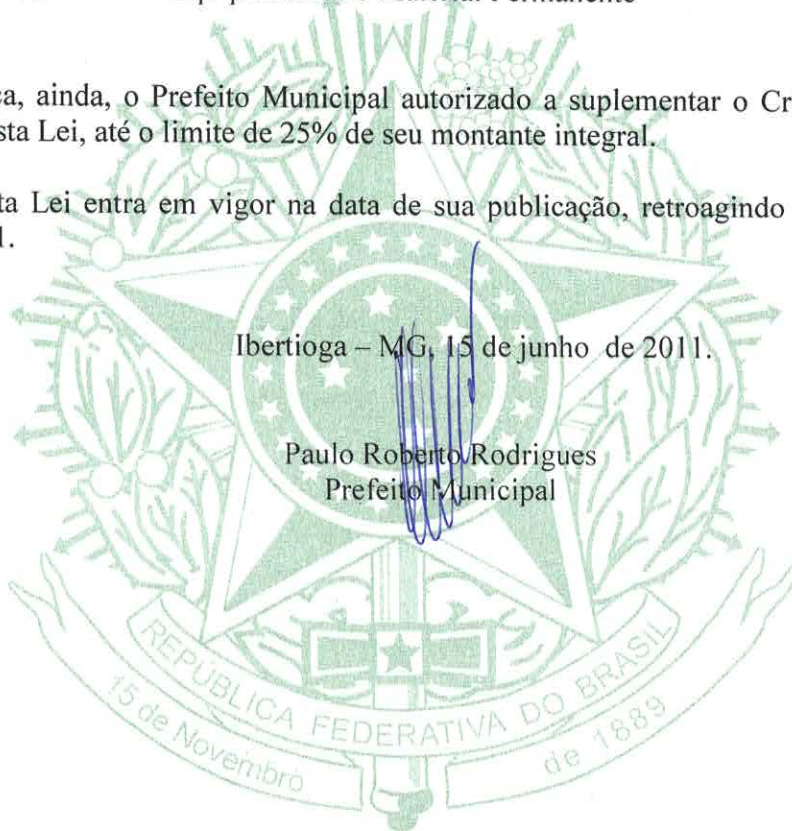 a, ainda, o Prefeito Municipal autorizado a suplementar o Cr
sta Lei, até o limite de 25% de seu montante integral.
ta Lei entra em vigor na data de sua publicação, retroagindo
1.
Ibertioga – MG, 15 de junho de 2011.
Paulo Roberto Rodrigues
Prefeito Municipal
REPÚBLICA FEDERATIVA DO BRASIL
15 de Novembro de 1889